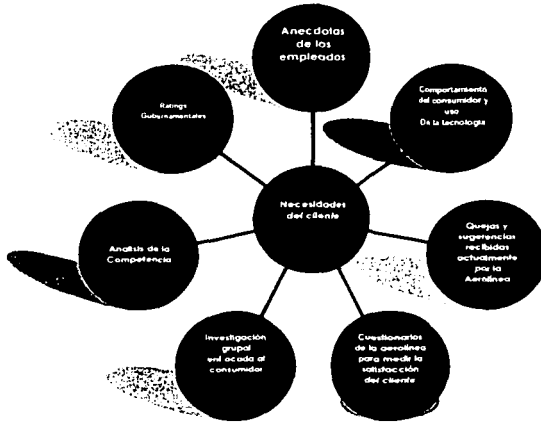 Anecdotas
de los
empleados
Comportamiento
del consumidor y
uso
De la tecnologia
Quejas y
sugerencias
recibidas
actualmente
por la
Aerolinea
Cuestionarios
de la aerolinea
para medir la
satisfacción
del cliente
Investigación
grupal
enfocada al
consumidor
Analisis de la
Competencia
Ratings
Gubernamentales
Necesidades
del cliente